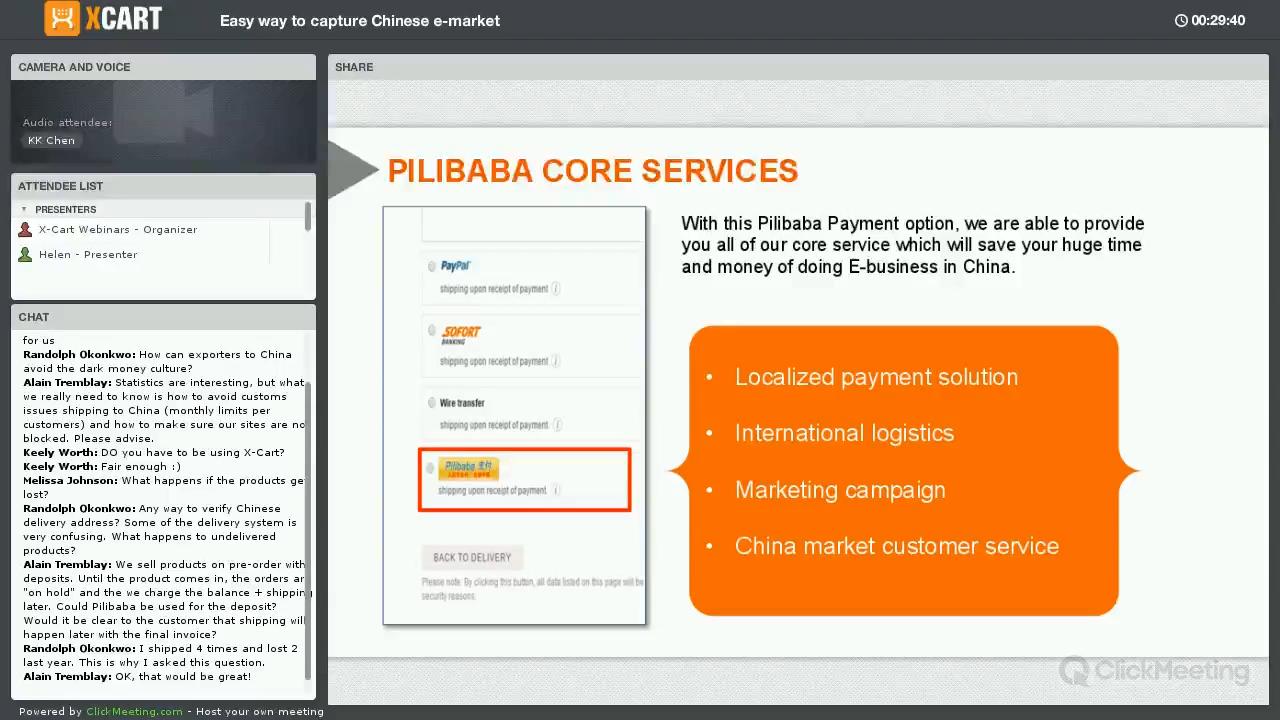 XCART
Easy way to capture Chinese e-market
00:29:40
CAMERA AND VOICE
Audio attendee:
KK Chen
ATTENDEE LIST
PRESENTERS
X-Cart Webinars - Organizer
Helen - Presenter
CHAT
for us
Randolph Okonkwo: How can exporters to China
avoid the dark money culture?
Alain Tremblay: Statistics are interesting, but what
we really need to know is how to avoid customs
issues shipping to China (monthly limits per
customers) and how to make sure our sites are no
blocked. Please advise.
Keely Worth: DO you have to be using X-Cart?
Keely Worth: Fair enough :)
Melissa Johnson: What happens if the products ge
lost?
Randolph Okonkwo: Any way to verify Chinese
delivery address? Some of the delivery system is
very confusing. What happens to undelivered
products?
Alain Tremblay: We sell products on pre-order with
deposits. Until the product comes in, the orders ar
"on hold" and the we charge the balance + shipping
later. Could Pilibaba be used for the deposit?
Would it be clear to the customer that shipping will
happen later with the final invoice?
Randolph Okonkwo: I shipped 4 times and lost 2
last year. This is why I asked this question.
Alain Tremblay: OK, that would be great!
Powered by ClickMeeting.com - Host your own meeting
SHARE
PILIBABA CORE SERVICES
PayPal
shipping upon receipt of payment i
SOFORT
BANKING
shipping upon receipt of payment i
Wire transfer
shipping upon receipt of payment i
Pilibaba 支付
shipping upon receipt of payment i
BACK TO DELIVERY
Please note: By clicking this button, all data listed on this page will be
security reasons.
With this Pilibaba Payment option, we are able to provide
you all of our core service which will save your huge time
and money of doing E-business in China.
• Localized payment solution
• International logistics
• Marketing campaign
• China market customer service
ClickMeeting